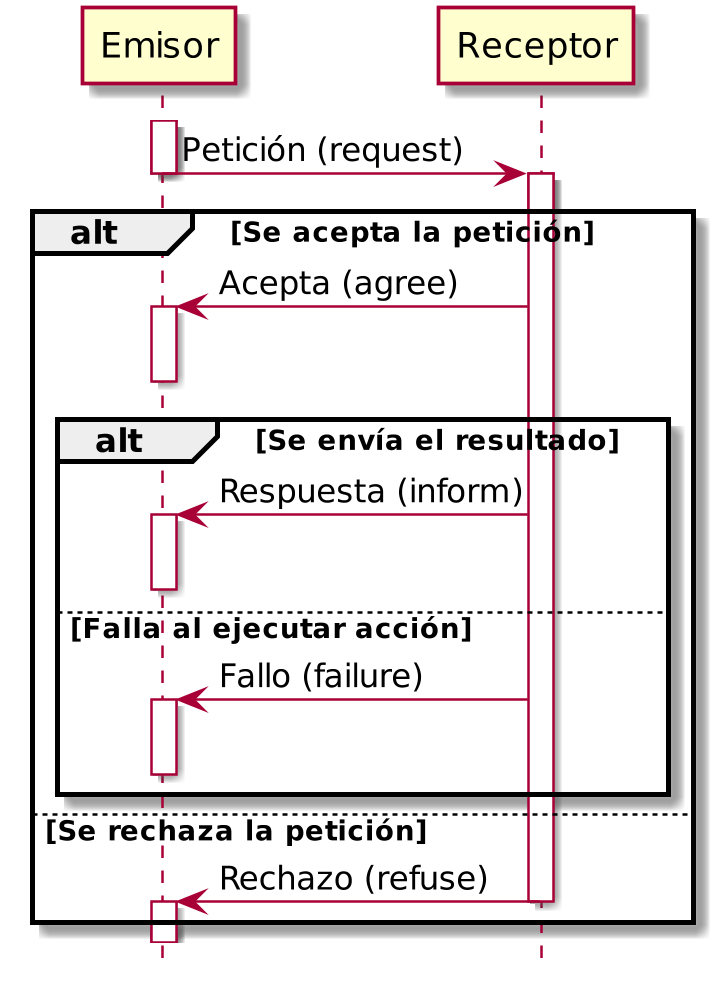 Emisor
Receptor
Petición (request)
alt
[Se acepta la petición]
Acepta (agree)
alt
[Se envía el resultado]
Respuesta (inform)
[Falla al ejecutar acción]
Fallo (failure)
[Se rechaza la petición]
Rechazo (refuse)